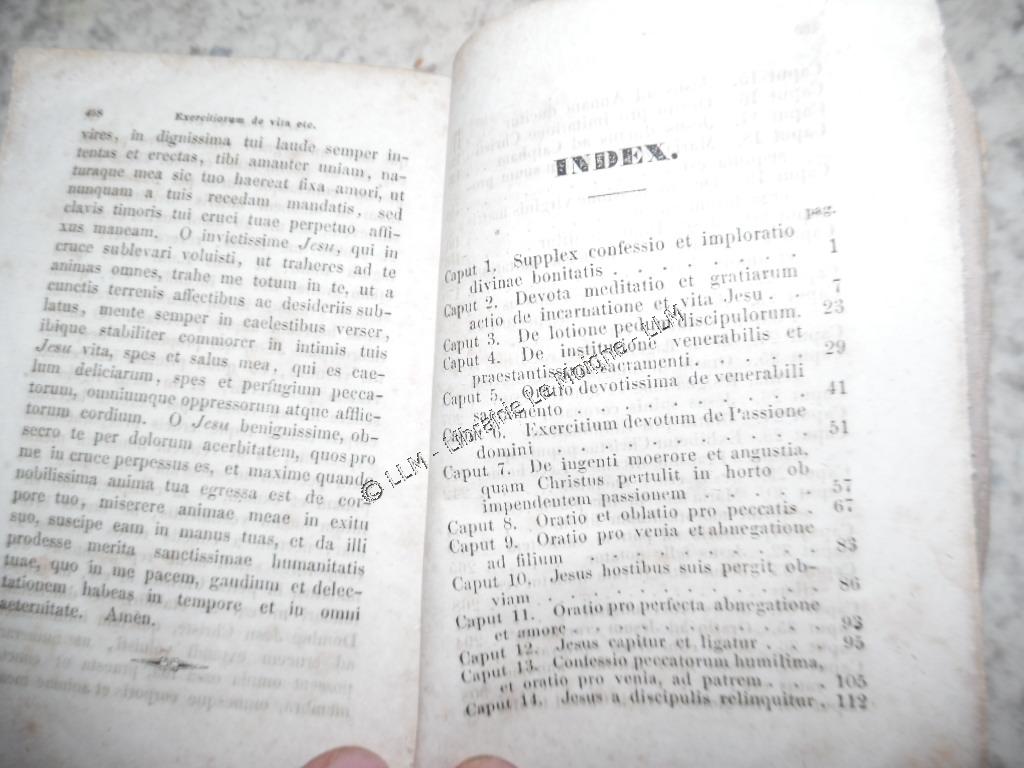 468 Exercitiorum de vita etc.
vires, in dignissima tui laude semper in-
tentas et erectas, tibi amanter uniam, na-
turaque mea sic tuo haereat fixa amori, ut
nunquam a tuis recedam mandatis, sed
clavis timoris tui cruci tuae perpetuo affi-
xus maneam. O invictissime Jesu, qui in
cruce sublevari voluisti, ut traheres ad te
animas omnes, trahe me totum in te, ut a
cunctis terrenis affectibus ac desideriis sub-
latus, mente semper in caelestibus verser,
ibique stabiliter commorer in intimis tuis
Jesu vita, spes et salus mea, qui es cae-
lum deliciarum, spes et perfugium pecca-
torum, omniumque oppressorum atque afflic-
torum cordium. O Jesu benignissime, ob-
secro te per dolorum acerbitatem, quos pro
me in cruce perpessus es, et maxime quando
nobilissima anima tua egressa est de cor-
pore tuo, miserere animae meae in exitu
suo, suscipe eam in manus tuas, et da illi
prodesse merita sanctissimae humanitatis
tuae, quo in me pacem, gaudium et delec-
tationem habeas in tempore et in omni
aeternitate. Amen.
INDEX.
pag.
Caput 1. Supplex confessio et imploratio
divinae bonitatis . . . . . . . . 1
Caput 2. Devota meditatio et gratiarum
actio de incarnatione et vita Jesu . . 7
Caput 3. De lotione pedum discipulorum. 23
Caput 4. De institutione venerabilis et
praestantissimi sacramenti . . . . . 29
Caput 5. Oratio devotissima de venerabili
sacramento . . . . . . . . . 41
Caput 6. Exercitium devotum de Passione
domini . . . . . . . . . . 51
Caput 7. De ingenti moerore et angustia,
quam Christus pertulit in horto ob
impendentem passionem . . . . . 57
Caput 8. Oratio et oblatio pro peccatis . 67
Caput 9. Oratio pro venia et abnegatione
ad filium . . . . . . . . . 83
Caput 10. Jesus hostibus suis pergit ob-
viam . . . . . . . . . . . 86
Caput 11. Oratio pro perfecta abnegatione
et amore . . . . . . . . . . 93
Caput 12. Jesus capitur et ligatur . . . 95
Caput 13. Confessio peccatorum humilima,
et oratio pro venia, ad patrem . . . 105
Caput 14. Jesus a discipulis relinquitur . 112
© LLM - Librairie Le Moigne - LLM